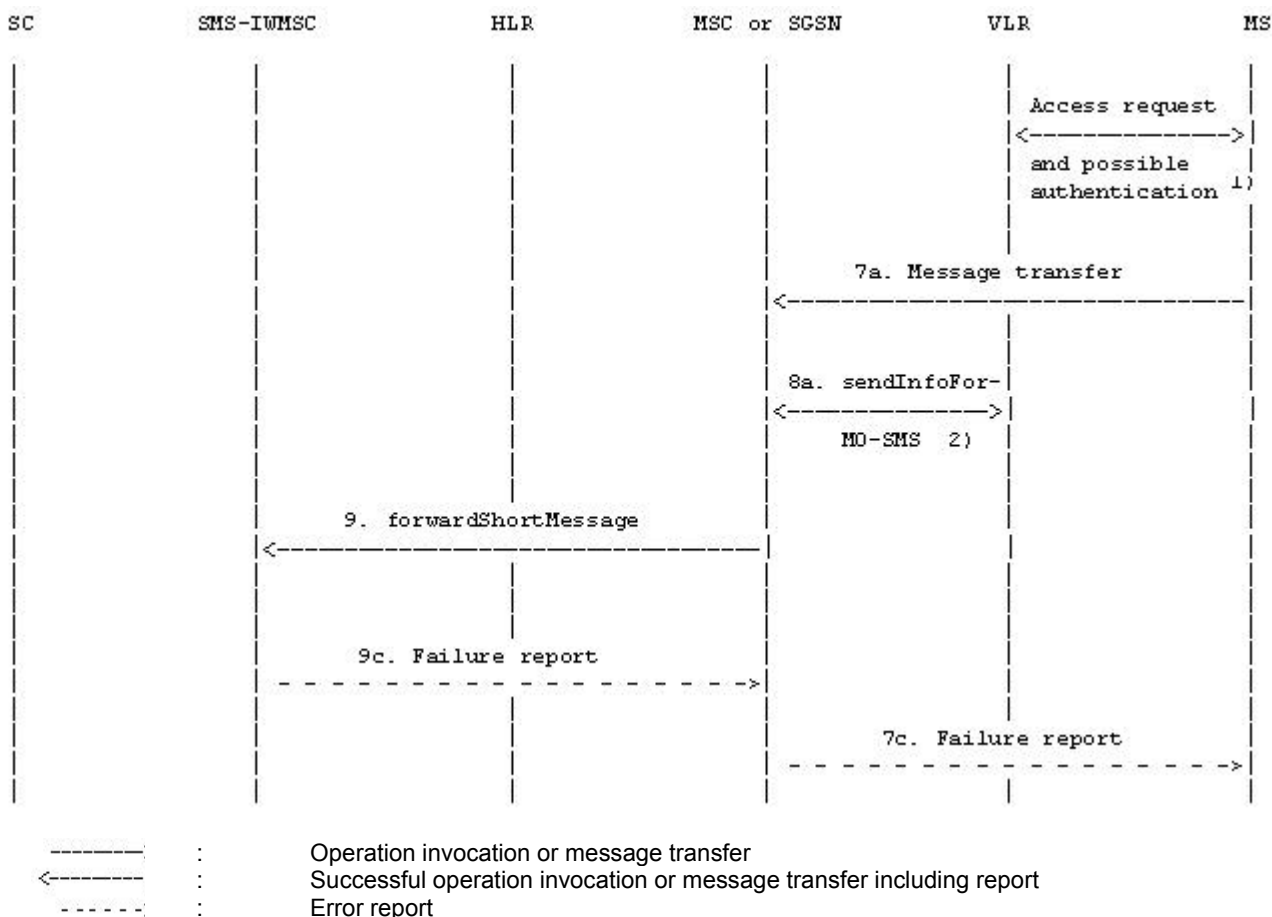 SC SMS-IWMSC HLR MSC or SGSN VLR MS
Access request
and possible
authentication 1)
7a. Message transfer
8a. sendInfoFor-
MO-SMS 2)
9. forwardShortMessage
9c. Failure report
7c. Failure report
: Operation invocation or message transfer
: Successful operation invocation or message transfer including report
: Error report